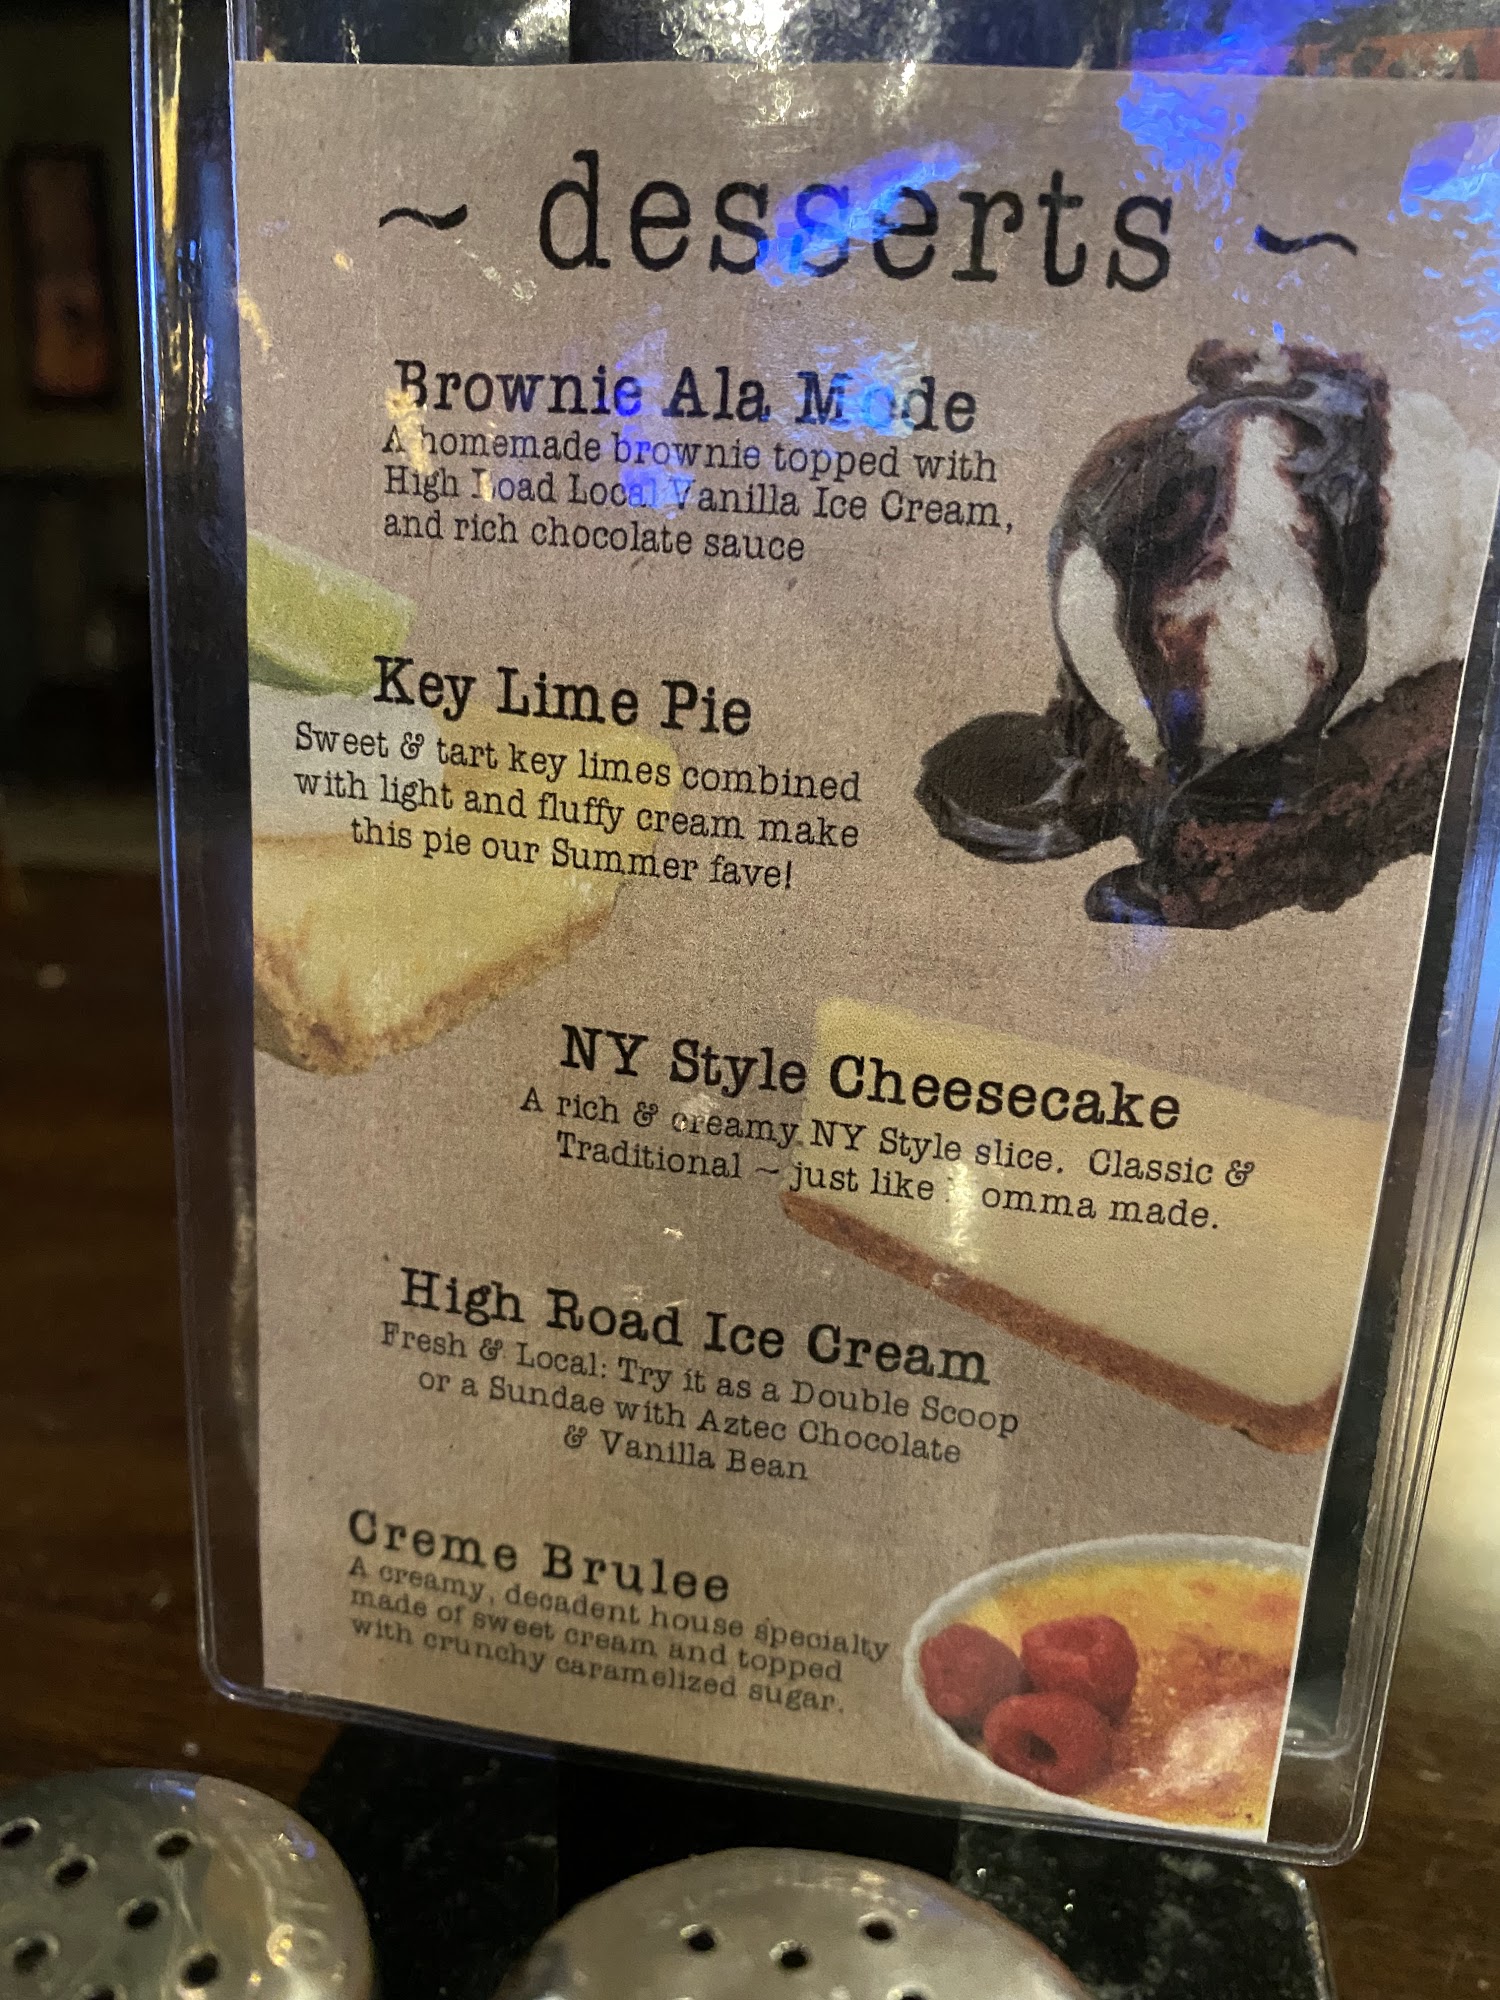 ~ desserts ~
Brownie Ala Mode
A homemade brownie topped with
High Road Local Vanilla Ice Cream,
and rich chocolate sauce
Key Lime Pie
Sweet & tart key limes combined
with light and fluffy cream make
this pie our Summer fave!
NY Style Cheesecake
A rich & creamy NY Style slice. Classic &
Traditional ~ just like Momma made.
High Road Ice Cream
Fresh & Local: Try it as a Double Scoop
or a Sundae with Aztec Chocolate
& Vanilla Bean
Creme Brulee
A creamy, decadent house specialty
made of sweet cream and topped
with crunchy caramelized sugar.